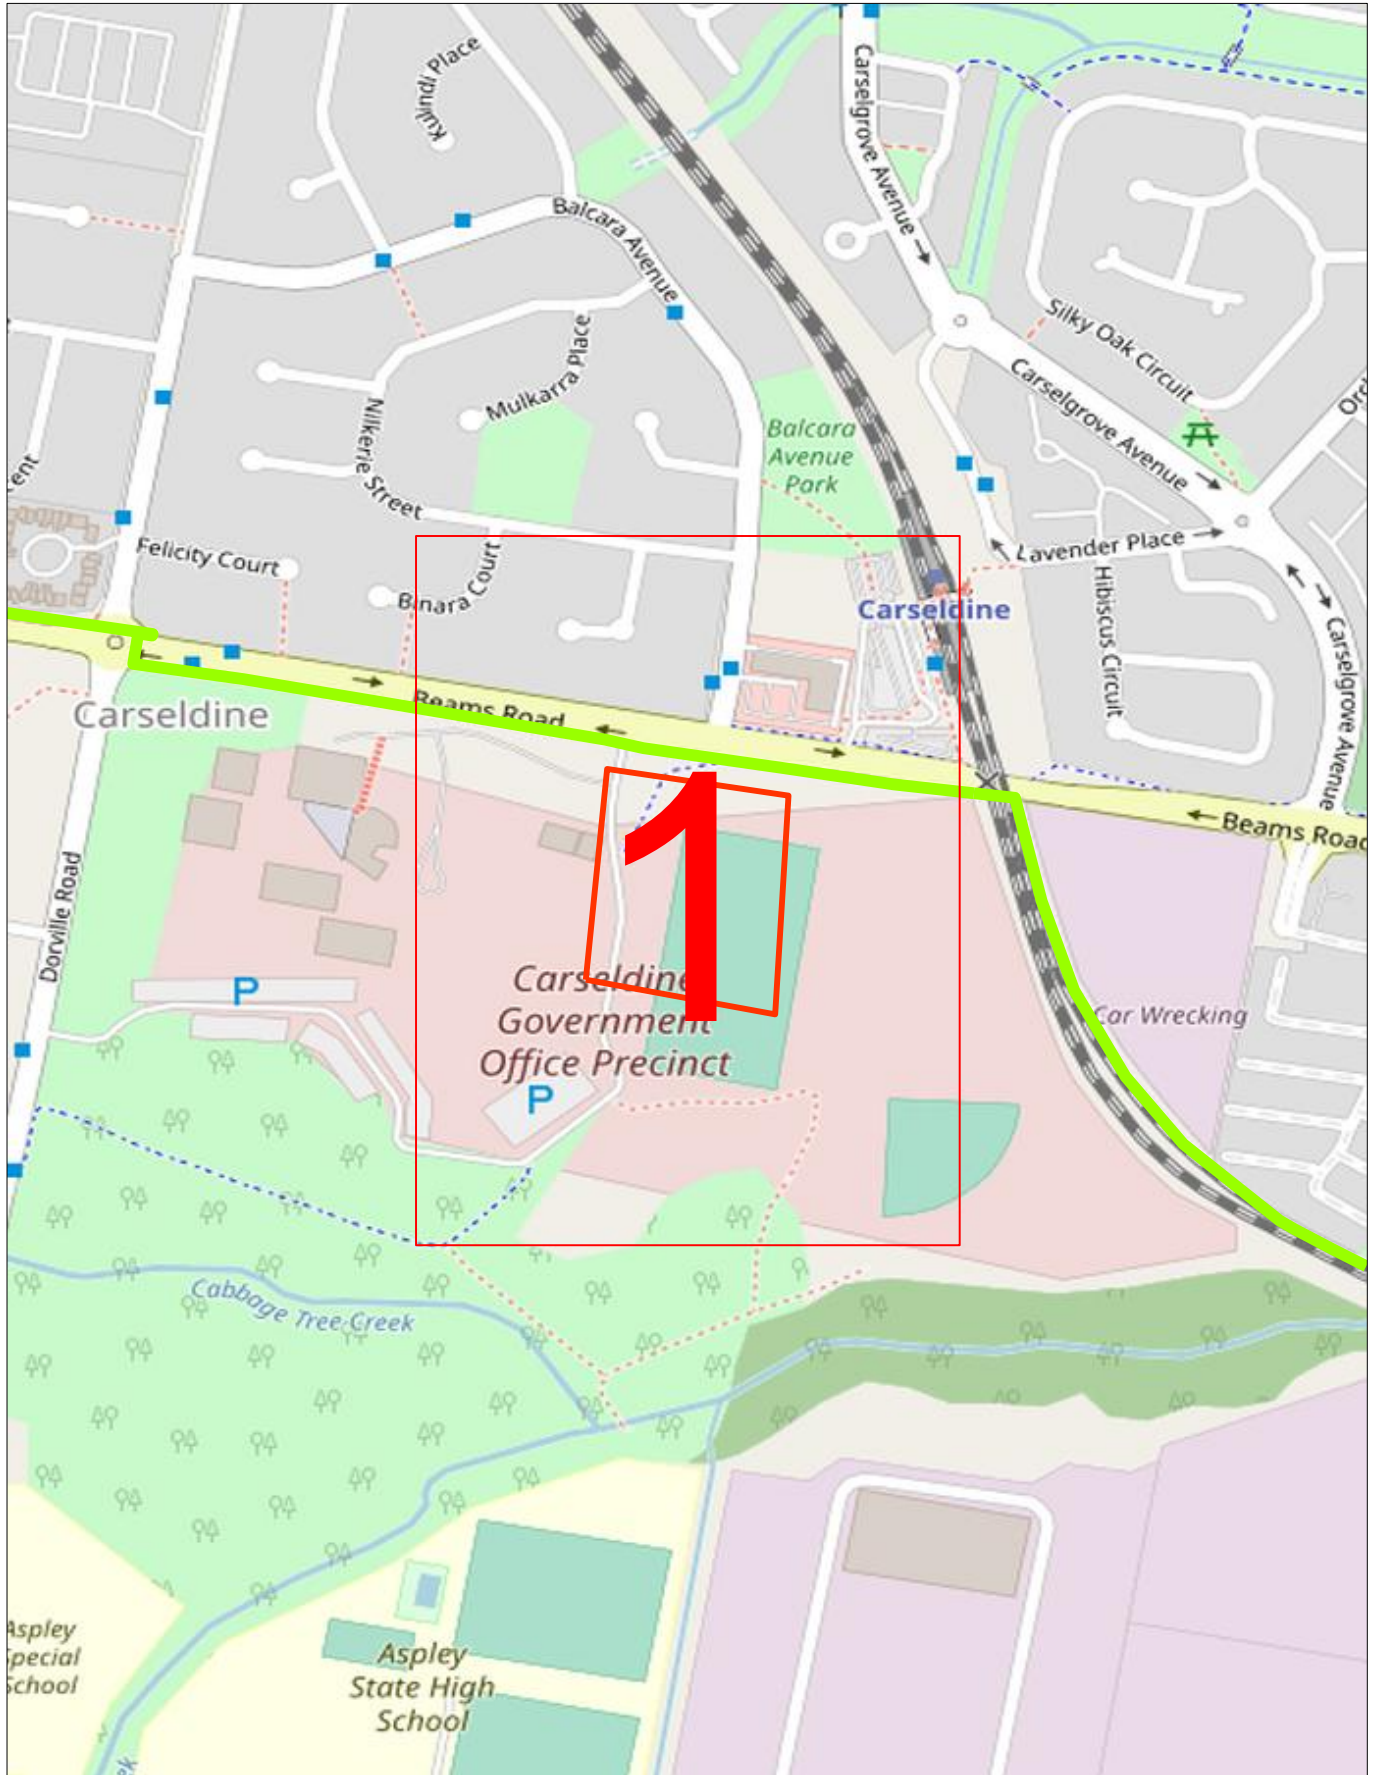 Kulindi Place
Carselgrove Avenue
Balcara Avenue
Silky Oak Circuit
Mulkarra Place
Carselgrove Avenue
Balcara
Avenue
Park
Nilkerie Street
Felicity Court
Binara Court
Lavender Place
Hibiscus Circuit
Carseldine
Carselgrove Avenue
Carseldine
Beams Road
Beams Road
1
Dorville Road
P
Carseldine
Government
Office Precinct
P
Car Wrecking
Cabbage Tree Creek
Aspley
Special
School
Aspley
State High
School